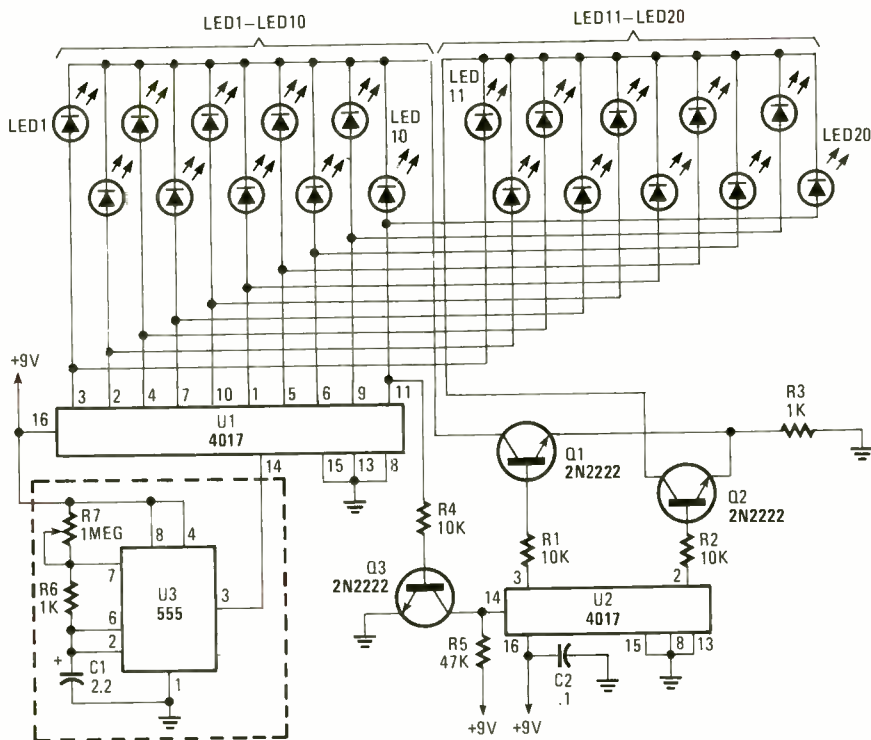 LED1–LED10
LED11–LED20
LED1
LED
10
LED
11
LED20
+9V
3
2
4
7
10
1
5
6
9
11
16
U1
4017
14
15
13
8
R3
1K
Q1
2N2222
Q2
2N2222
R4
10K
R1
10K
R2
10K
Q3
2N2222
R7
1MEG
8
4
7
R6
1K
U3
555
3
6
2
+
C1
2.2
1
3
2
14
U2
4017
16
15
8
13
R5
47K
C2
.1
+9V
+9V